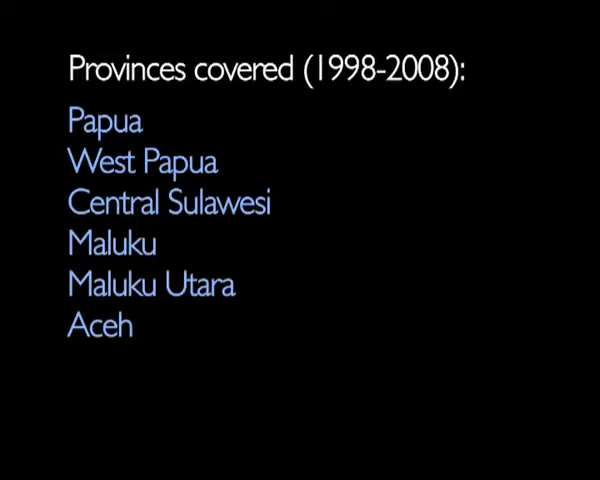 Provinces covered (1998-2008):
Papua
West Papua
Central Sulawesi
Maluku
Maluku Utara
Aceh